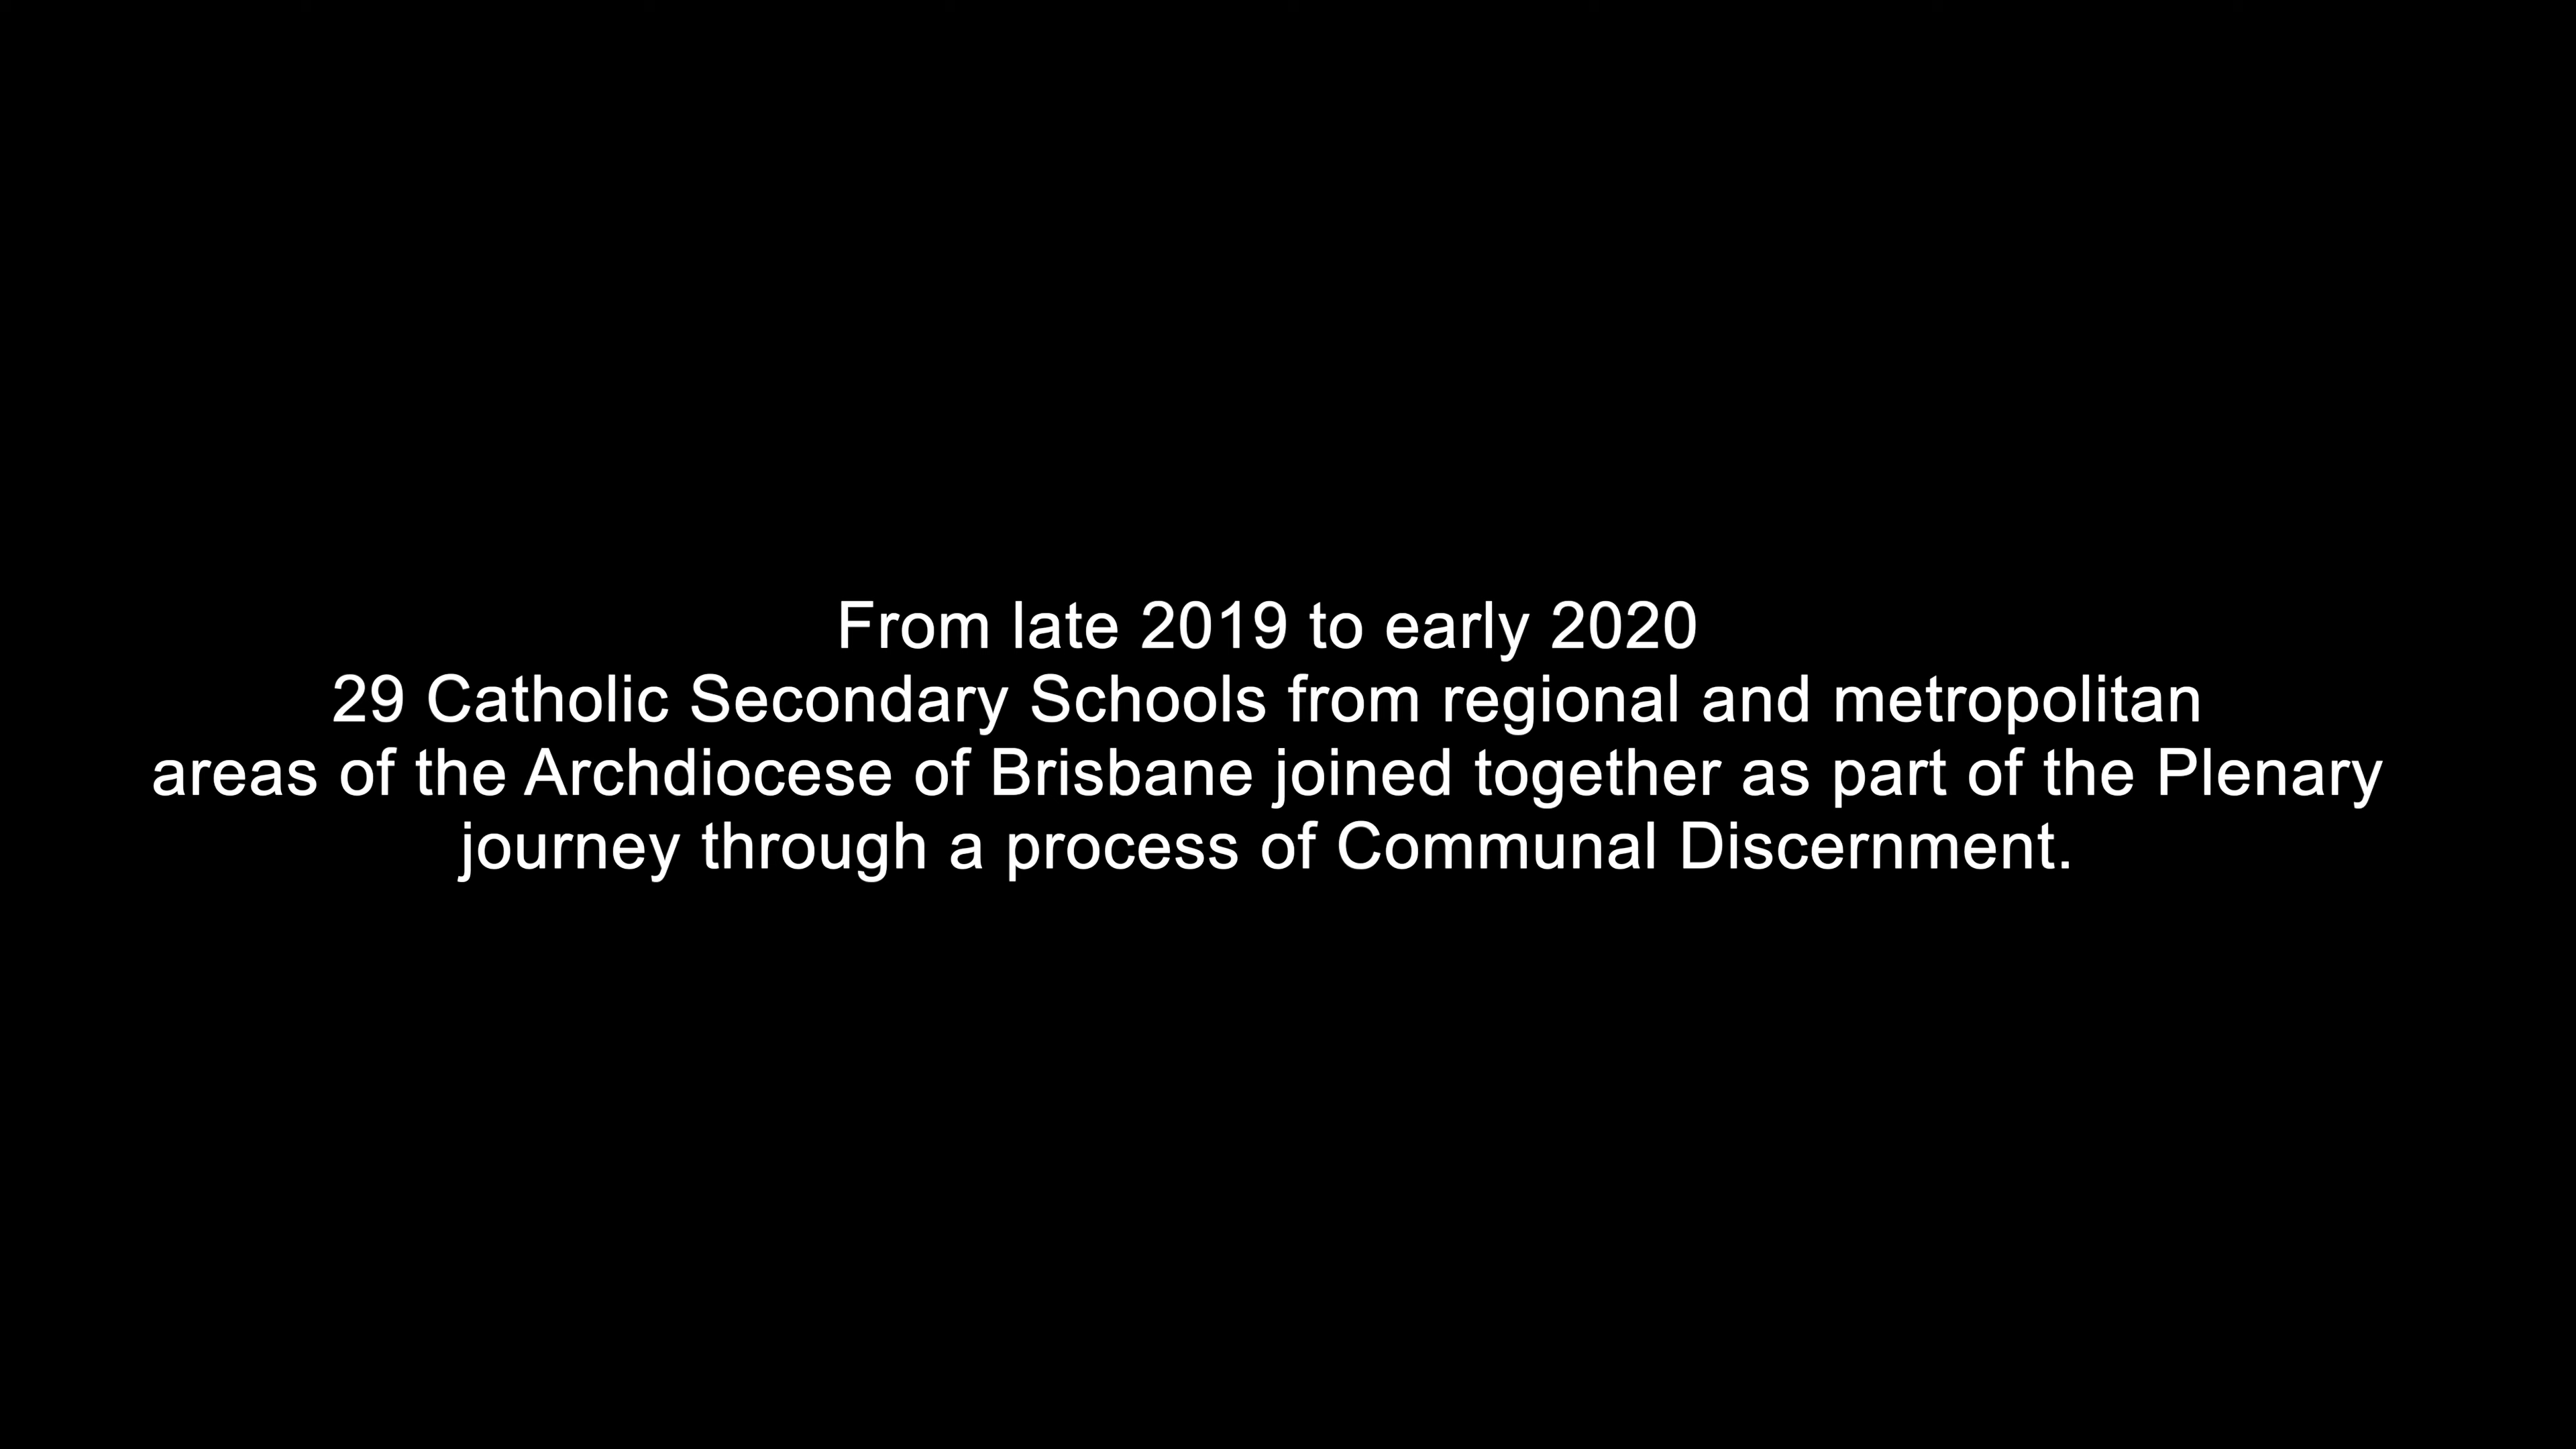 From late 2019 to early 2020
29 Catholic Secondary Schools from regional and metropolitan
areas of the Archdiocese of Brisbane joined together as part of the Plenary
journey through a process of Communal Discernment.